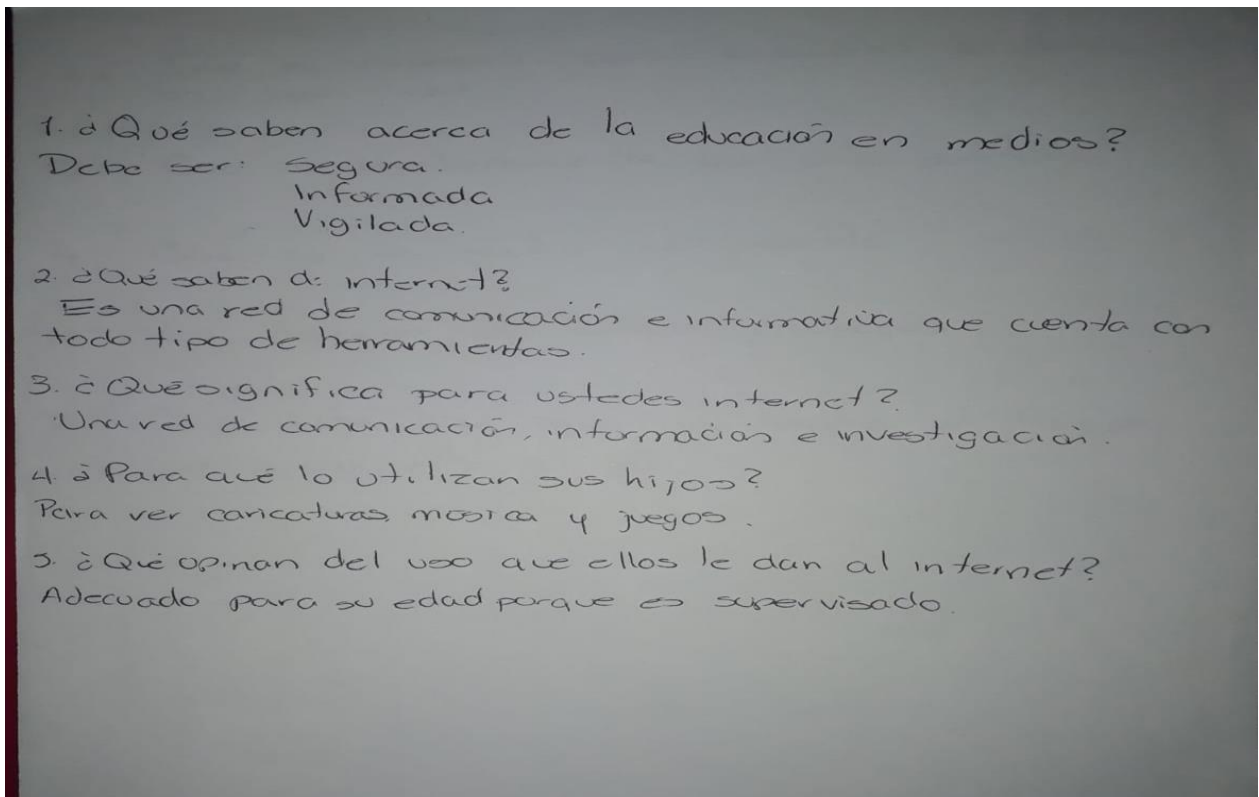 1. ¿Qué saben acerca de la educación en medios?
Debe ser: Segura.
Informada
Vigilada.
2. ¿Qué saben de internet?
Es una red de comunicación e informativa que cuenta con
todo tipo de herramientas.
3. ¿Qué significa para ustedes internet?
Una red de comunicación, información e investigación.
4. ¿Para qué lo utilizan sus hijos?
Para ver caricaturas, música y juegos.
5. ¿Qué opinan del uso que ellos le dan al internet?
Adecuado para su edad porque es supervisado.